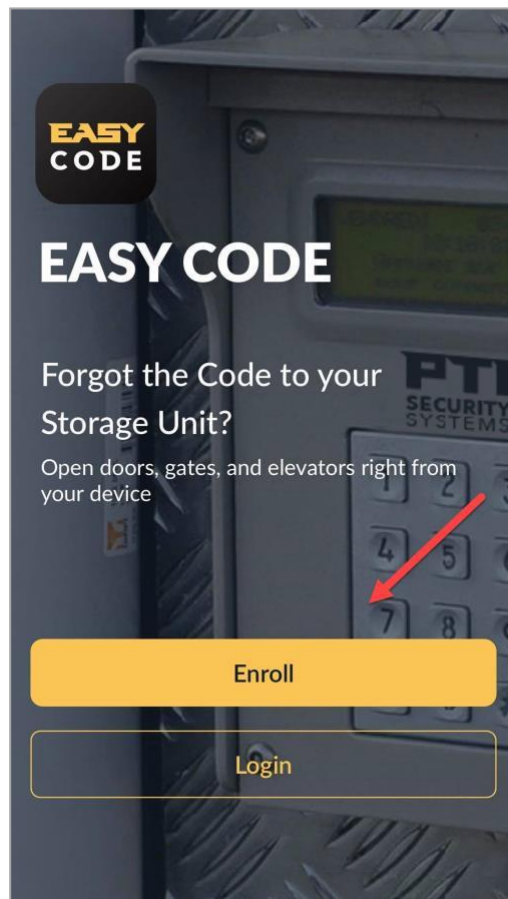 EASY
CODE
EASY CODE
Forgot the Code to your
Storage Unit?
Open doors, gates, and elevators right from
your device
PTI
SECURITY
SYSTEMS
1 2 3
4 5
7 8
Enroll
Login